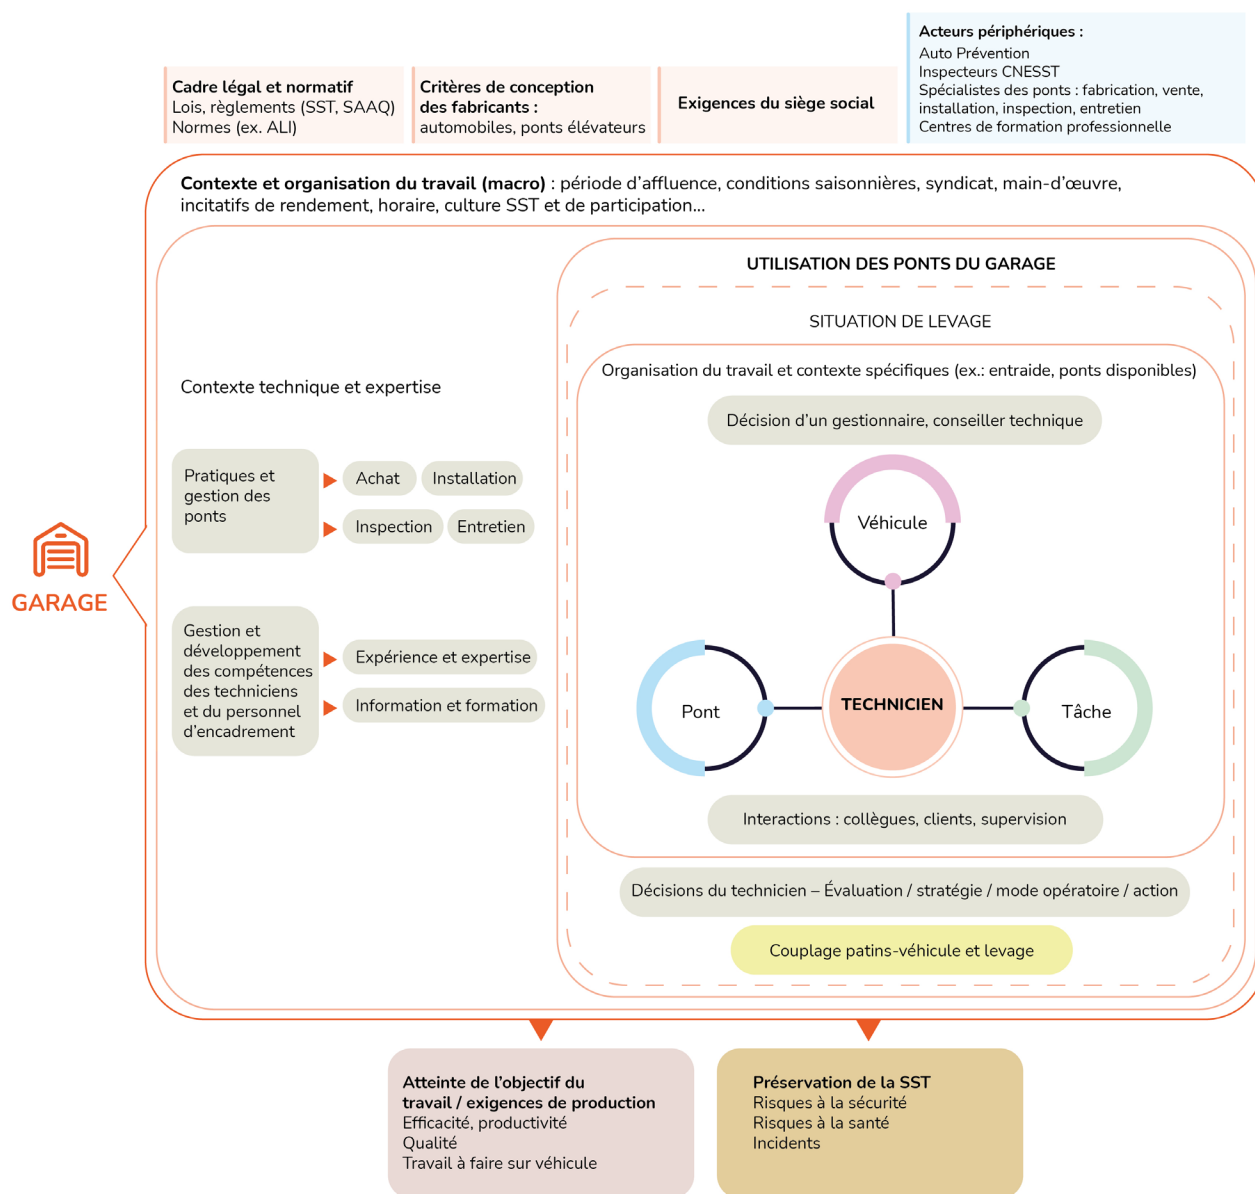 Cadre légal et normatif
Lois, règlements (SST, SAAQ)
Normes (ex. ALI)
Critères de conception
des fabricants :
automobiles, ponts élévateurs
Exigences du siège social
Acteurs périphériques :
Auto Prévention
Inspecteurs CNESST
Spécialistes des ponts : fabrication, vente,
installation, inspection, entretien
Centres de formation professionnelle
Contexte et organisation du travail (macro) : période d’affluence, conditions saisonnières, syndicat, main-d’œuvre,
incitatifs de rendement, horaire, culture SST et de participation...
GARAGE
Contexte technique et expertise
Pratiques et
gestion des
ponts
Achat
Installation
Inspection
Entretien
Gestion et
développement
des compétences
des techniciens
et du personnel
d’encadrement
Expérience et expertise
Information et formation
UTILISATION DES PONTS DU GARAGE
SITUATION DE LEVAGE
Organisation du travail et contexte spécifiques (ex.: entraide, ponts disponibles)
Décision d’un gestionnaire, conseiller technique
Véhicule
Pont
TECHNICIEN
Tâche
Interactions : collègues, clients, supervision
Décisions du technicien – Évaluation / stratégie / mode opératoire / action
Couplage patins-véhicule et levage
Atteinte de l’objectif du
travail / exigences de production
Efficacité, productivité
Qualité
Travail à faire sur véhicule
Préservation de la SST
Risques à la sécurité
Risques à la santé
Incidents